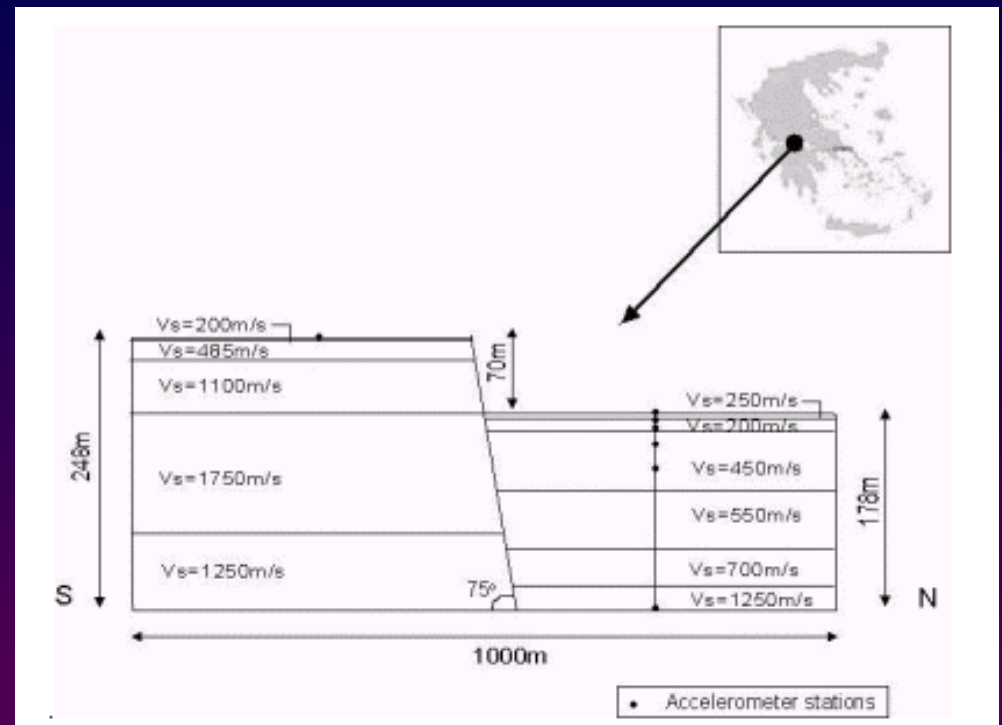 Vs=200m/s
Vs=485m/s
Vs=1100m/s
Vs=1750m/s
Vs=1250m/s
248m
70m
75º
Vs=250m/s
Vs=200m/s
Vs=450m/s
Vs=550m/s
Vs=700m/s
Vs=1250m/s
178m
S
N
1000m
Accelerometer stations